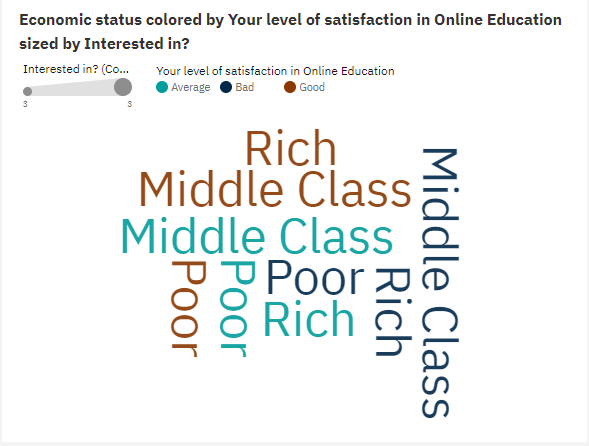 Economic status colored by Your level of satisfaction in Online Education
sized by Interested in?
Interested in? (Co...
Your level of satisfaction in Online Education
3
3
Average
Bad
Good
Rich
Middle Class
Middle Class
Poor
Poor
Poor
Rich
Rich
Middle Class